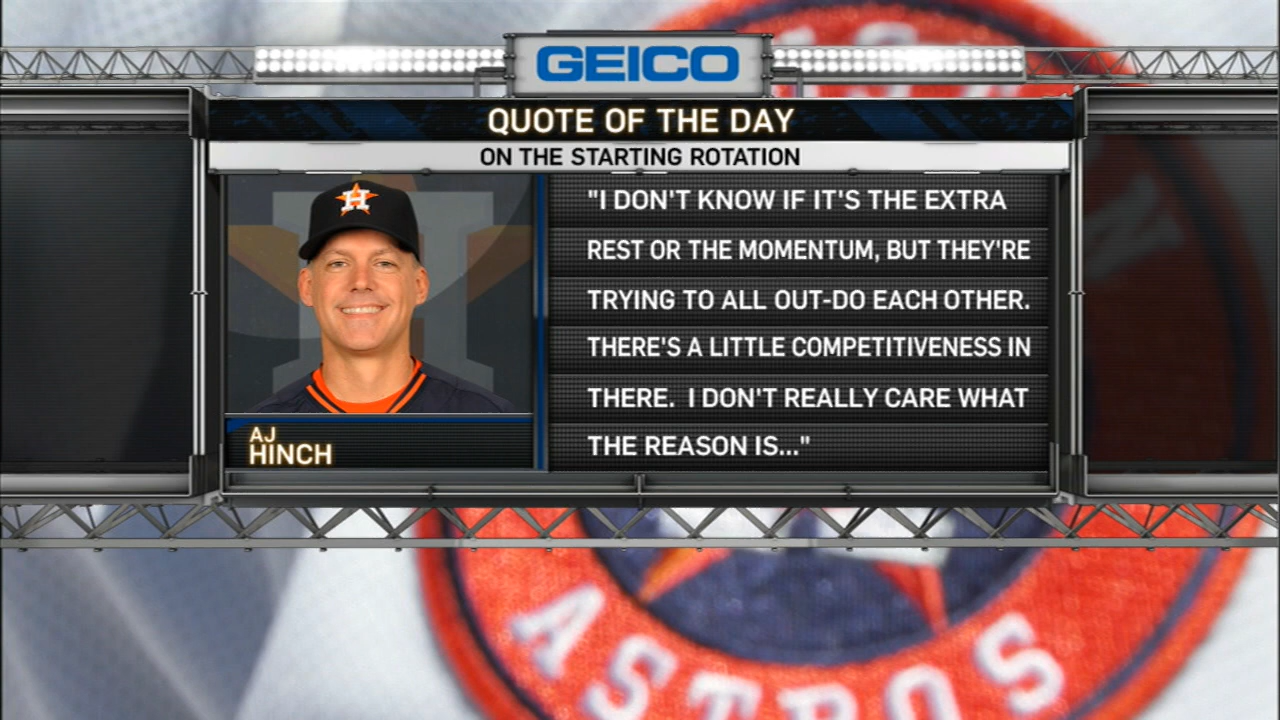 GEICO
QUOTE OF THE DAY
ON THE STARTING ROTATION
"I DON'T KNOW IF IT'S THE EXTRA
REST OR THE MOMENTUM, BUT THEY'RE
TRYING TO ALL OUT-DO EACH OTHER.
THERE'S A LITTLE COMPETITIVENESS IN
THERE.  I DON'T REALLY CARE WHAT
THE REASON IS..."
H
AJ
HINCH
ASTROS